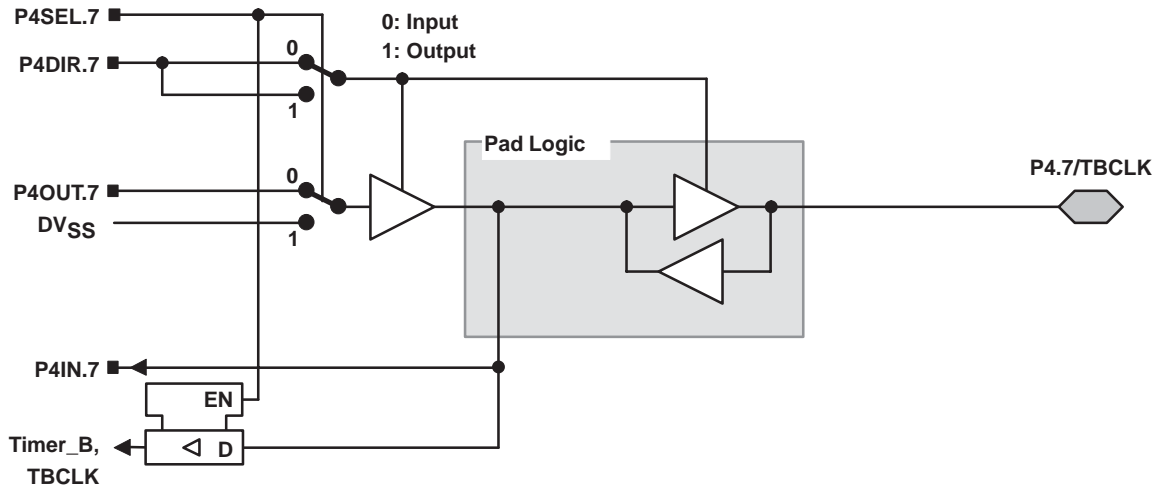 P4SEL.7
0: Input
1: Output
P4DIR.7
0
1
Pad Logic
P4.7/TBCLK
P4OUT.7
0
DVSS
1
P4IN.7
EN
Timer_B,
TBCLK
D